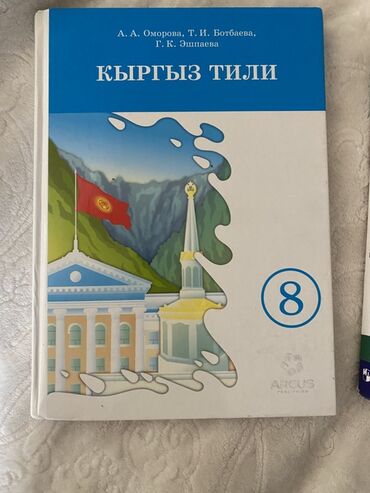 А. А. Оморова, Т. И. Ботбаева,
Г. К. Эшпаева
КЫРГЫЗ ТИЛИ
8
ARCUS